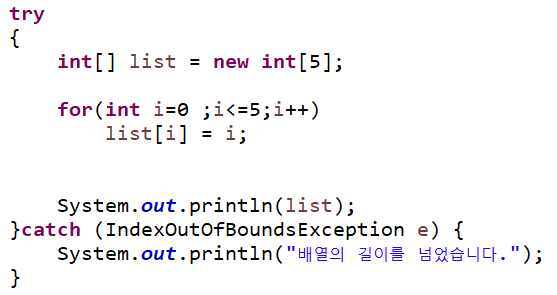 try
{
    int[] list = new int[5];
    for(int i=0 ;i<=5;i++)
        list[i] = i;
    System.out.println(list);
}catch (IndexOutOfBoundsException e) {
    System.out.println("배열의 길이를 넘었습니다.");
}